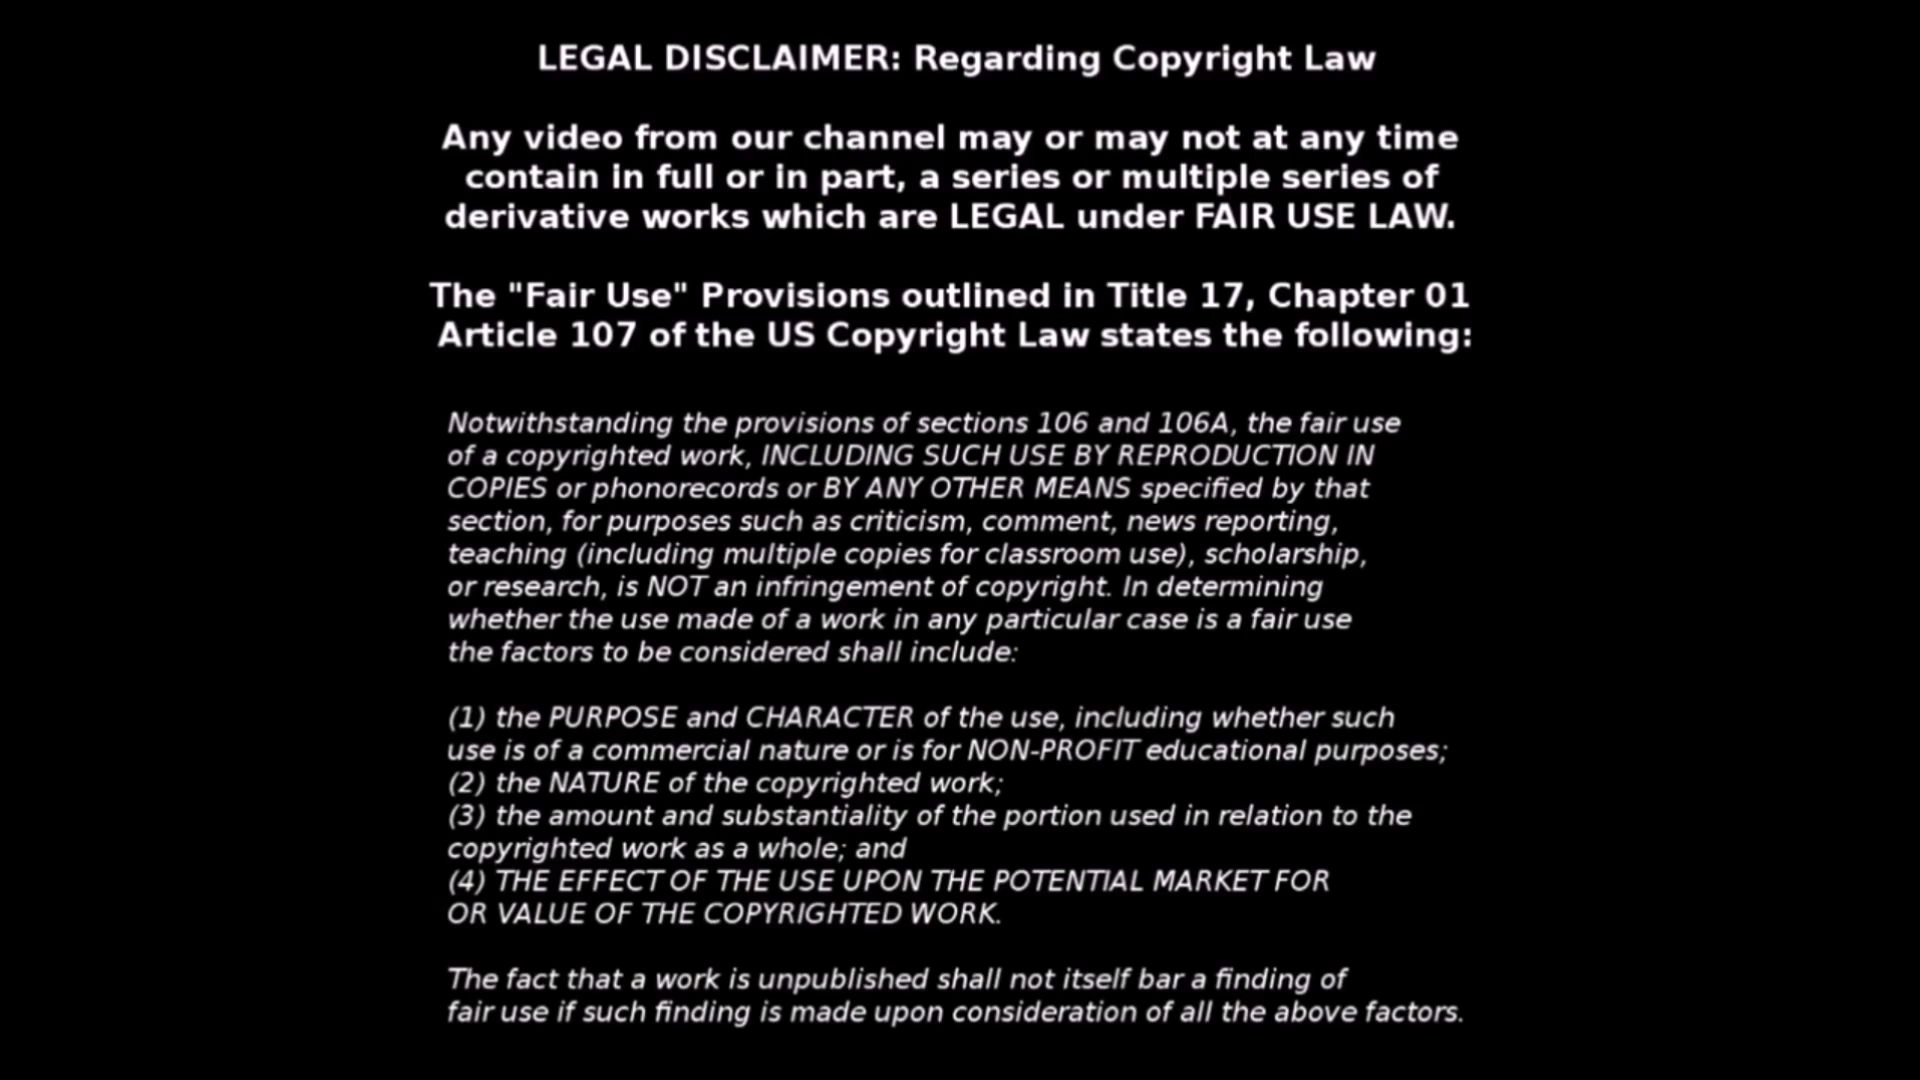 LEGAL DISCLAIMER: Regarding Copyright Law
Any video from our channel may or may not at any time
contain in full or in part, a series or multiple series of
derivative works which are LEGAL under FAIR USE LAW.
The "Fair Use" Provisions outlined in Title 17, Chapter 01
Article 107 of the US Copyright Law states the following:
Notwithstanding the provisions of sections 106 and 106A, the fair use
of a copyrighted work, INCLUDING SUCH USE BY REPRODUCTION IN
COPIES or phonorecords or BY ANY OTHER MEANS specified by that
section, for purposes such as criticism, comment, news reporting,
teaching (including multiple copies for classroom use), scholarship,
or research, is NOT an infringement of copyright. In determining
whether the use made of a work in any particular case is a fair use
the factors to be considered shall include:
(1) the PURPOSE and CHARACTER of the use, including whether such
use is of a commercial nature or is for NON-PROFIT educational purposes;
(2) the NATURE of the copyrighted work;
(3) the amount and substantiality of the portion used in relation to the
copyrighted work as a whole; and
(4) THE EFFECT OF THE USE UPON THE POTENTIAL MARKET FOR
OR VALUE OF THE COPYRIGHTED WORK.
The fact that a work is unpublished shall not itself bar a finding of
fair use if such finding is made upon consideration of all the above factors.